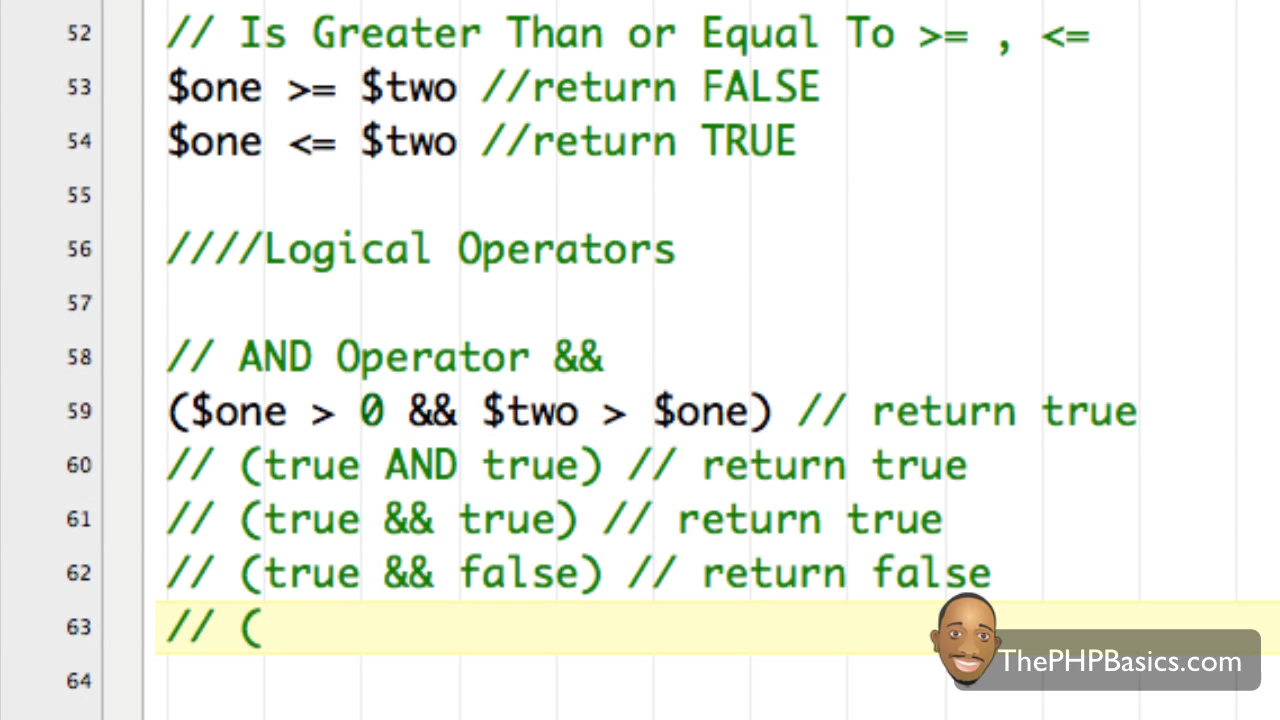 52 // Is Greater Than or Equal To >= , <=
53 $one >= $two //return FALSE
54 $one <= $two //return TRUE
55
56 ////Logical Operators
57
58 // AND Operator &&
59 ($one > 0 && $two > $one) // return true
60 // (true AND true) // return true
61 // (true && true) // return true
62 // (true && false) // return false
63 // (
ThePHPBasics.com
64